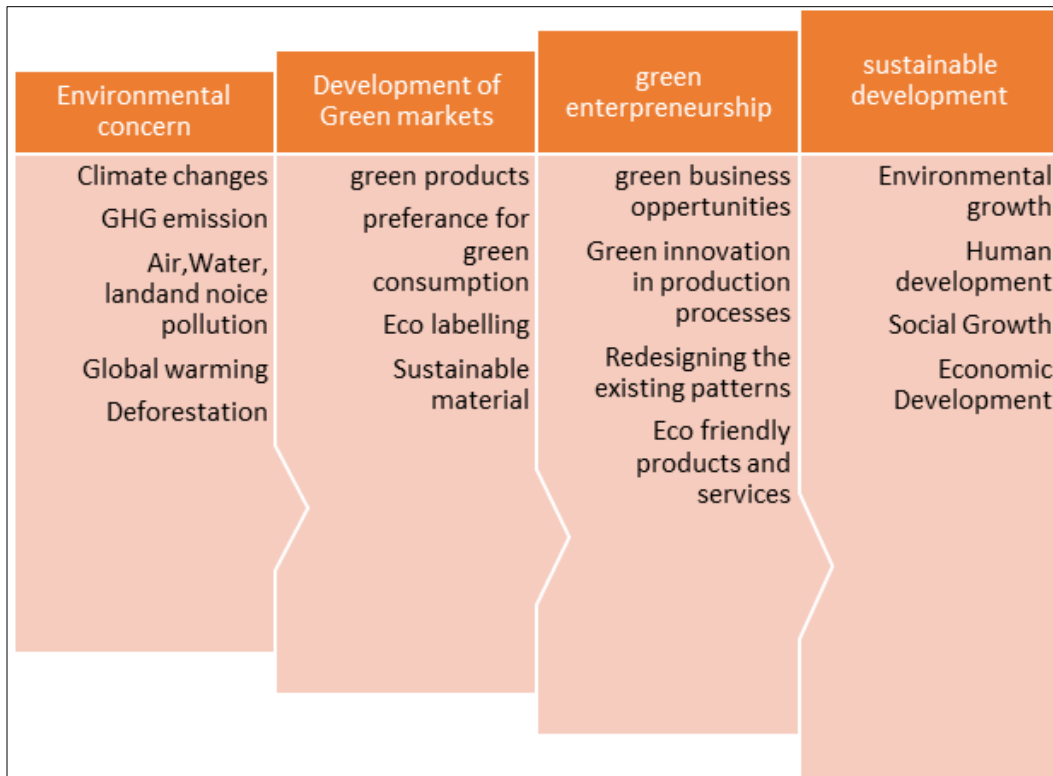 Environmental
concern
Climate changes
GHG emission
Air,Water,
landand noice
pollution
Global warming
Deforestation
Development of
Green markets
green products
preferance for
green
consumption
Eco labelling
Sustainable
material
green
enterpreneurship
green business
oppertunities
Green innovation
in production
processes
Redesigning the
existing patterns
Eco friendly
products and
services
sustainable
development
Environmental
growth
Human
development
Social Growth
Economic
Development